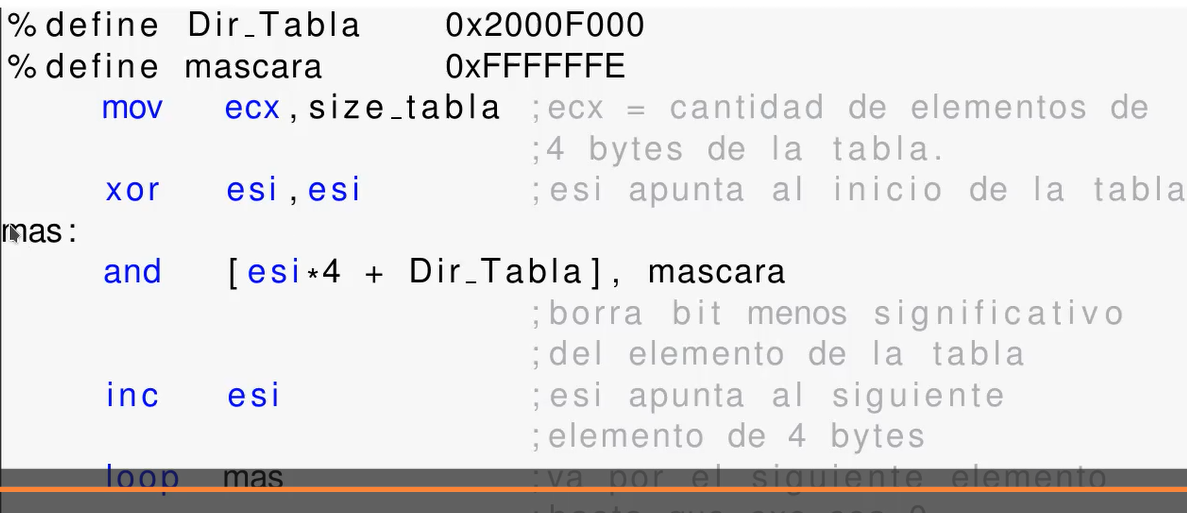 %define Dir_Tabla 0x2000F000
%define mascara 0xFFFFFFFE
mov ecx,size_tabla ;ecx = cantidad de elementos de
;4 bytes de la tabla.
xor esi,esi ;esi apunta al inicio de la tabla
mas:
and [esi*4 + Dir_Tabla], mascara
;borra bit menos significativo
;del elemento de la tabla
inc esi ;esi apunta al siguiente
;elemento de 4 bytes
loop mas ;va por el siguiente elemento